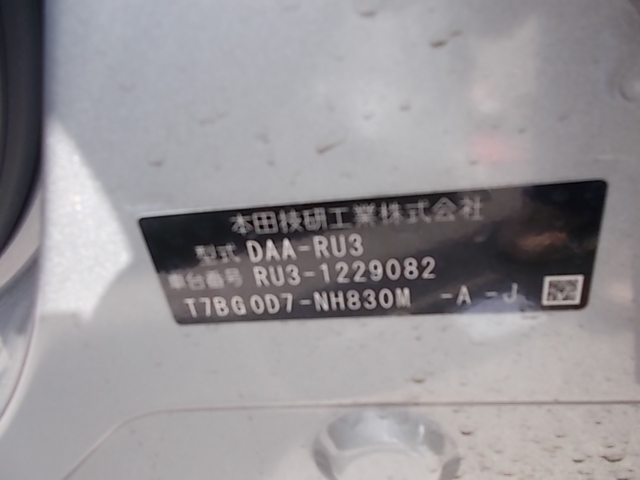 本田技研工業株式会社
型式 DAA-RU3
車台番号 RU3-1229082
T7BG0D7-NH830M -A -J